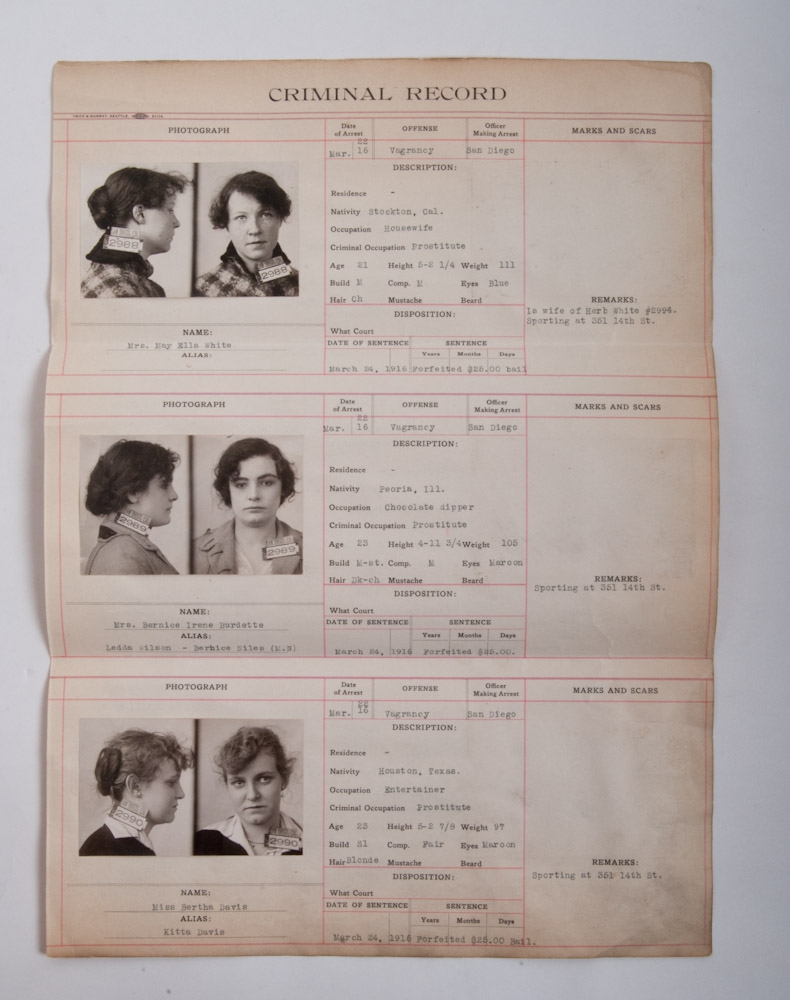 CRIMINAL RECORD
PHOTOGRAPH
Date of Arrest OFFENSE Officer Making Arrest
MARKS AND SCARS
Mar. 22 16 Vagrancy San Diego
DESCRIPTION:
Residence -
Nativity Stockton, Cal.
Occupation Housewife
Criminal Occupation Prostitute
Age 21 Height 5-2 1/4 Weight 111
Build M Comp. M Eyes Blue
Hair Ch Mustache Beard
2988
2988
DISPOSITION:
What Court
DATE OF SENTENCE SENTENCE
Years Months Days
March 24, 1916 Forfeited $25.00 bail
REMARKS:
Is wife of Herb White #2994.
Sporting at 351 14th St.
NAME:
Mrs. May Ella White
ALIAS:
PHOTOGRAPH
Date of Arrest OFFENSE Officer Making Arrest
MARKS AND SCARS
Mar. 22 16 Vagrancy San Diego
DESCRIPTION:
Residence -
Nativity Peoria, Ill.
Occupation Chocolate dipper
Criminal Occupation Prostitute
Age 23 Height 4-11 3/4 Weight 105
Build M-st. Comp. M Eyes Maroon
Hair Dk-ch Mustache Beard
2989
2989
DISPOSITION:
What Court
DATE OF SENTENCE SENTENCE
Years Months Days
March 24, 1916 Forfeited $25.00.
REMARKS:
Sporting at 351 14th St.
NAME:
Mrs. Bernice Irene Burdette
ALIAS:
Ledda Wilson - Bernice Siles (M.N)
PHOTOGRAPH
Date of Arrest OFFENSE Officer Making Arrest
MARKS AND SCARS
Mar. 22 16 Vagrancy San Diego
DESCRIPTION:
Residence -
Nativity Houston, Texas.
Occupation Entertainer
Criminal Occupation Prostitute
Age 23 Height 5-2 7/8 Weight 97
Build Sl Comp. Fair Eyes Maroon
Hair Blonde Mustache Beard
2990
2990
DISPOSITION:
What Court
DATE OF SENTENCE SENTENCE
Years Months Days
March 24, 1916 Forfeited $25.00 Bail.
REMARKS:
Sporting at 351 14th St.
NAME:
Miss Bertha Davis
ALIAS:
Kitta Davis